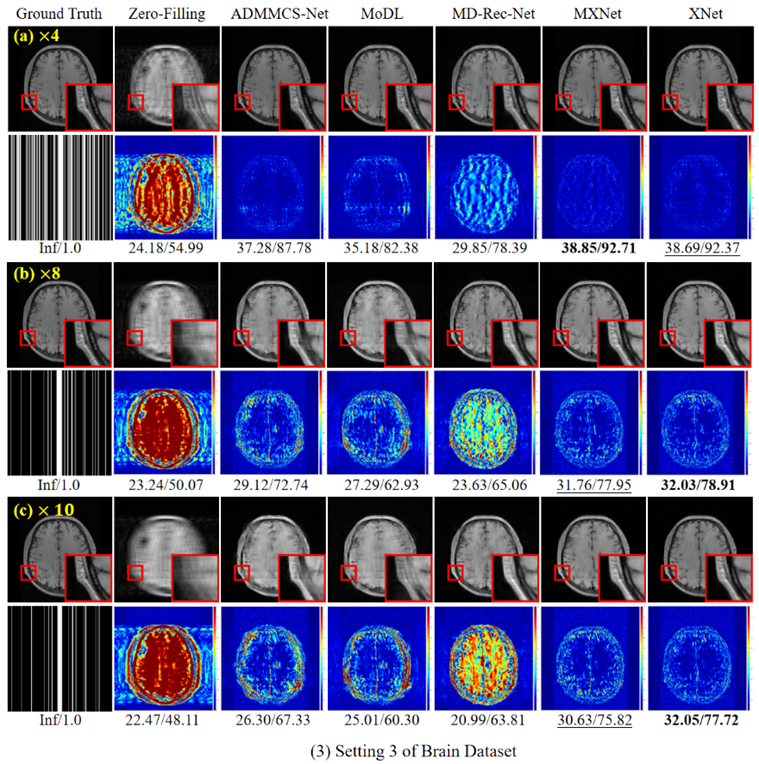 Ground Truth Zero-Filling ADMMCS-Net MoDL MD-Rec-Net MXNet XNet
(a) ×4
Inf/1.0 24.18/54.99 37.28/87.78 35.18/82.38 29.85/78.39 38.85/92.71 38.69/92.37
(b) ×8
Inf/1.0 23.24/50.07 29.12/72.74 27.29/62.93 23.63/65.06 31.76/77.95 32.03/78.91
(c) × 10
Inf/1.0 22.47/48.11 26.30/67.33 25.01/60.30 20.99/63.81 30.63/75.82 32.05/77.72
(3) Setting 3 of Brain Dataset